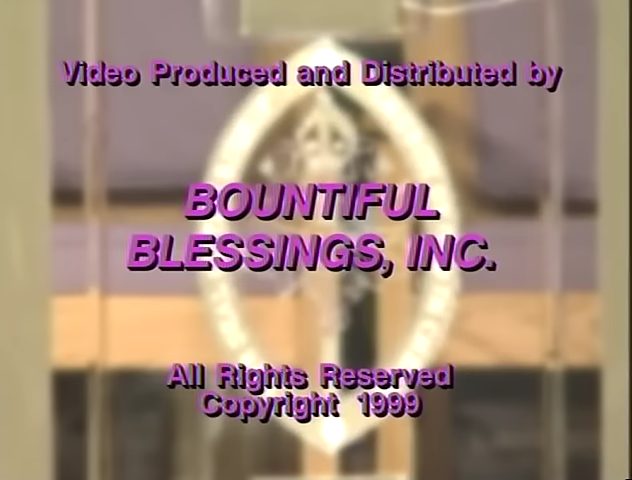 Video Produced and Distributed by
BOUNTIFUL
BLESSINGS, INC.
All Rights Reserved
Copyright 1999